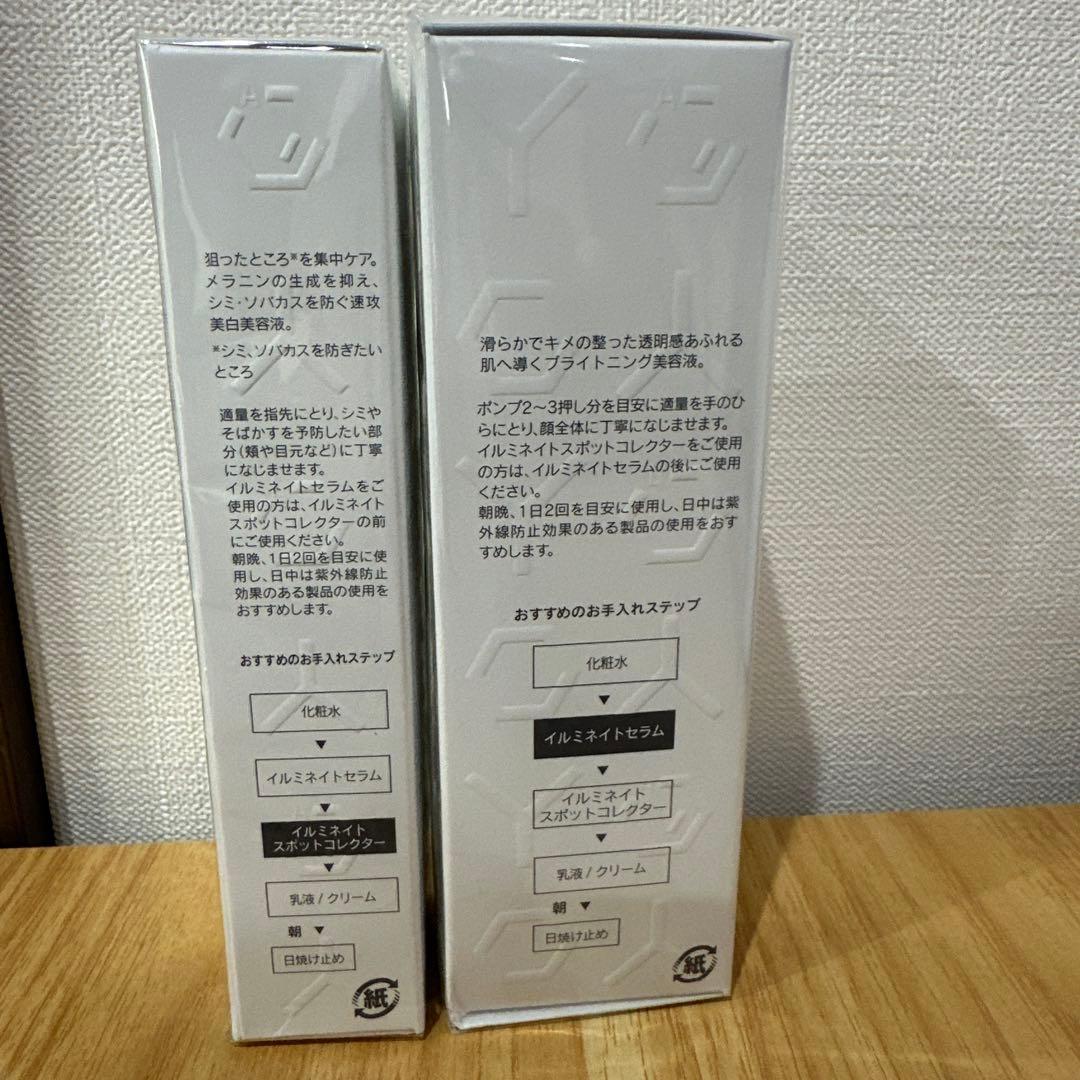 狙ったところ*を集中ケア。
メラニンの生成を抑え、
シミ・ソバカスを防ぐ速攻
美白美容液。
*シミ、ソバカスを防ぎたい
ところ
適量を指先にとり、シミや
そばかすを予防したい部
分(頬や目元など)に丁寧
になじませます。
イルミネイトセラムをご
使用の方は、イルミネイト
スポットコレクターの前
にご使用ください。
朝晩、1日2回を目安に使
用し、日中は紫外線防止
効果のある製品の使用を
おすすめします。
おすすめのお手入れステップ
化粧水
▼
イルミネイトセラム
▼
イルミネイト
スポットコレクター
▼
乳液/クリーム
朝 ▼
日焼け止め
紙
滑らかでキメの整った透明感あふれる
肌へ導くブライトニング美容液。
ポンプ2～3押し分を目安に適量を手のひ
らにとり、顔全体に丁寧になじませます。
イルミネイトスポットコレクターをご使用
の方は、イルミネイトセラムの後にご使用
ください。
朝晩、1日2回を目安に使用し、日中は紫
外線防止効果のある製品の使用をおす
すめします。
おすすめのお手入れステップ
化粧水
▼
イルミネイトセラム
▼
イルミネイト
スポットコレクター
▼
乳液/クリーム
朝 ▼
日焼け止め
紙